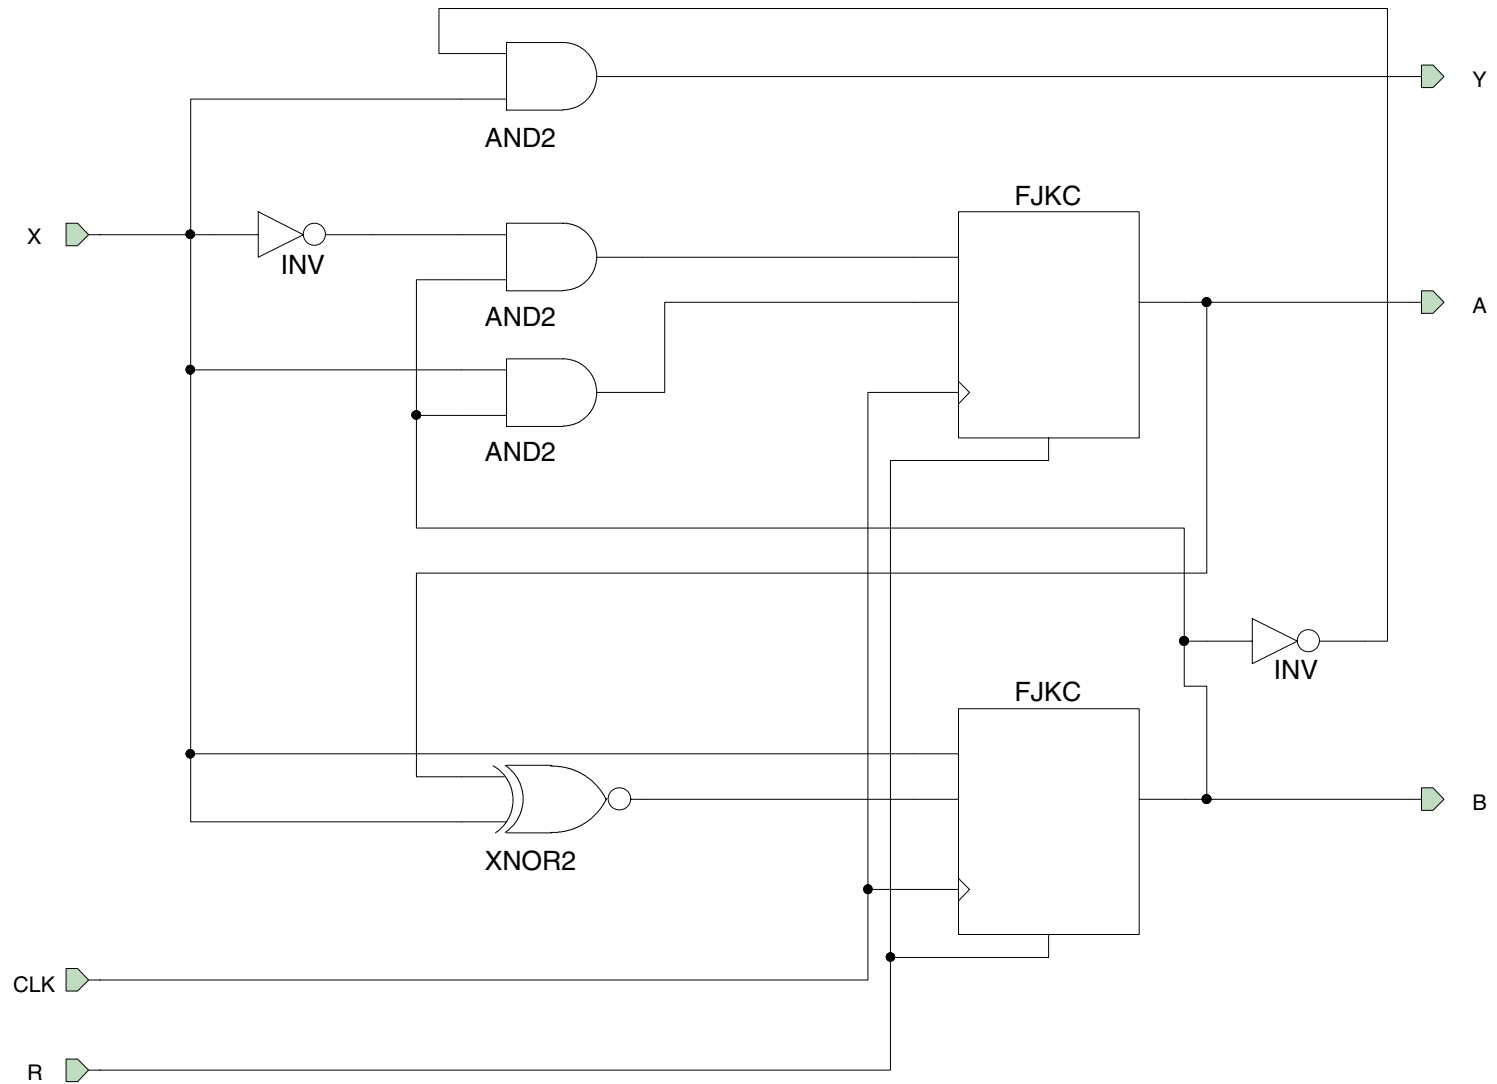 Y
AND2
FJKC
X
INV
A
AND2
AND2
INV
FJKC
B
XNOR2
CLK
R